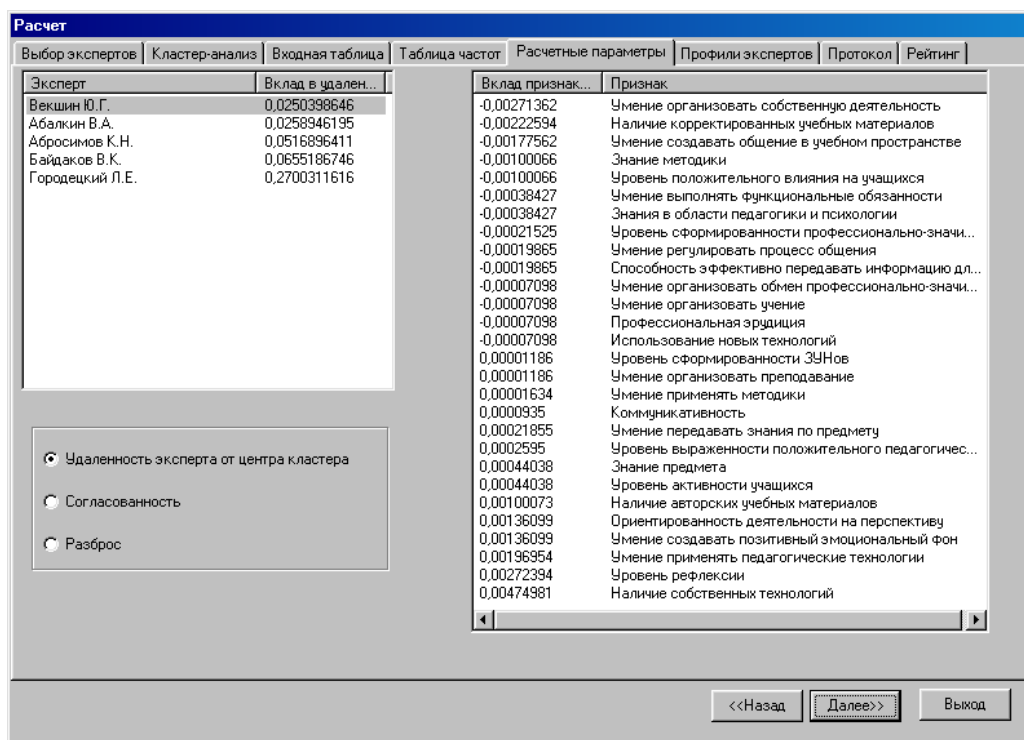 Расчет
Выбор экспертов Кластер-анализ Входная таблица Таблица частот Расчетные параметры Профили экспертов Протокол Рейтинг
Эксперт Вклад в удален...
Векшин Ю.Г. 0,0250398646
Абалкин В.А. 0,0258946195
Абросимов К.Н. 0,0516896411
Байдаков В.К. 0,0655186746
Городецкий Л.Е. 0,2700311616
Удаленность эксперта от центра кластера
Согласованность
Разброс
Вклад признак... Признак
-0,00271362 Умение организовать собственную деятельность
-0,00222594 Наличие корректированных учебных материалов
-0,00177562 Умение создавать общение в учебном пространстве
-0,00100066 Знание методики
-0,00100066 Уровень положительного влияния на учащихся
-0,00038427 Умение выполнять функциональные обязанности
-0,00038427 Знания в области педагогики и психологии
-0,00021525 Уровень сформированности профессионально-значи...
-0,00019865 Умение регулировать процесс общения
-0,00019865 Способность эффективно передавать информацию дл...
-0,00007098 Умение организовать обмен профессионально-значи...
-0,00007098 Умение организовать учение
-0,00007098 Профессиональная эрудиция
-0,00007098 Использование новых технологий
0,00001186 Уровень сформированности ЗУНов
0,00001186 Умение организовать преподавание
0,00001634 Умение применять методики
0,0000935 Коммуникативность
0,00021855 Умение передавать знания по предмету
0,0002595 Уровень выраженности положительного педагогичес...
0,00044038 Знание предмета
0,00044038 Уровень активности учащихся
0,00100073 Наличие авторских учебных материалов
0,00136099 Ориентированность деятельности на перспективу
0,00136099 Умение создавать позитивный эмоциональный фон
0,00196954 Умение применять педагогические технологии
0,00272394 Уровень рефлексии
0,00474981 Наличие собственных технологий
<<Назад Далее>> Выход